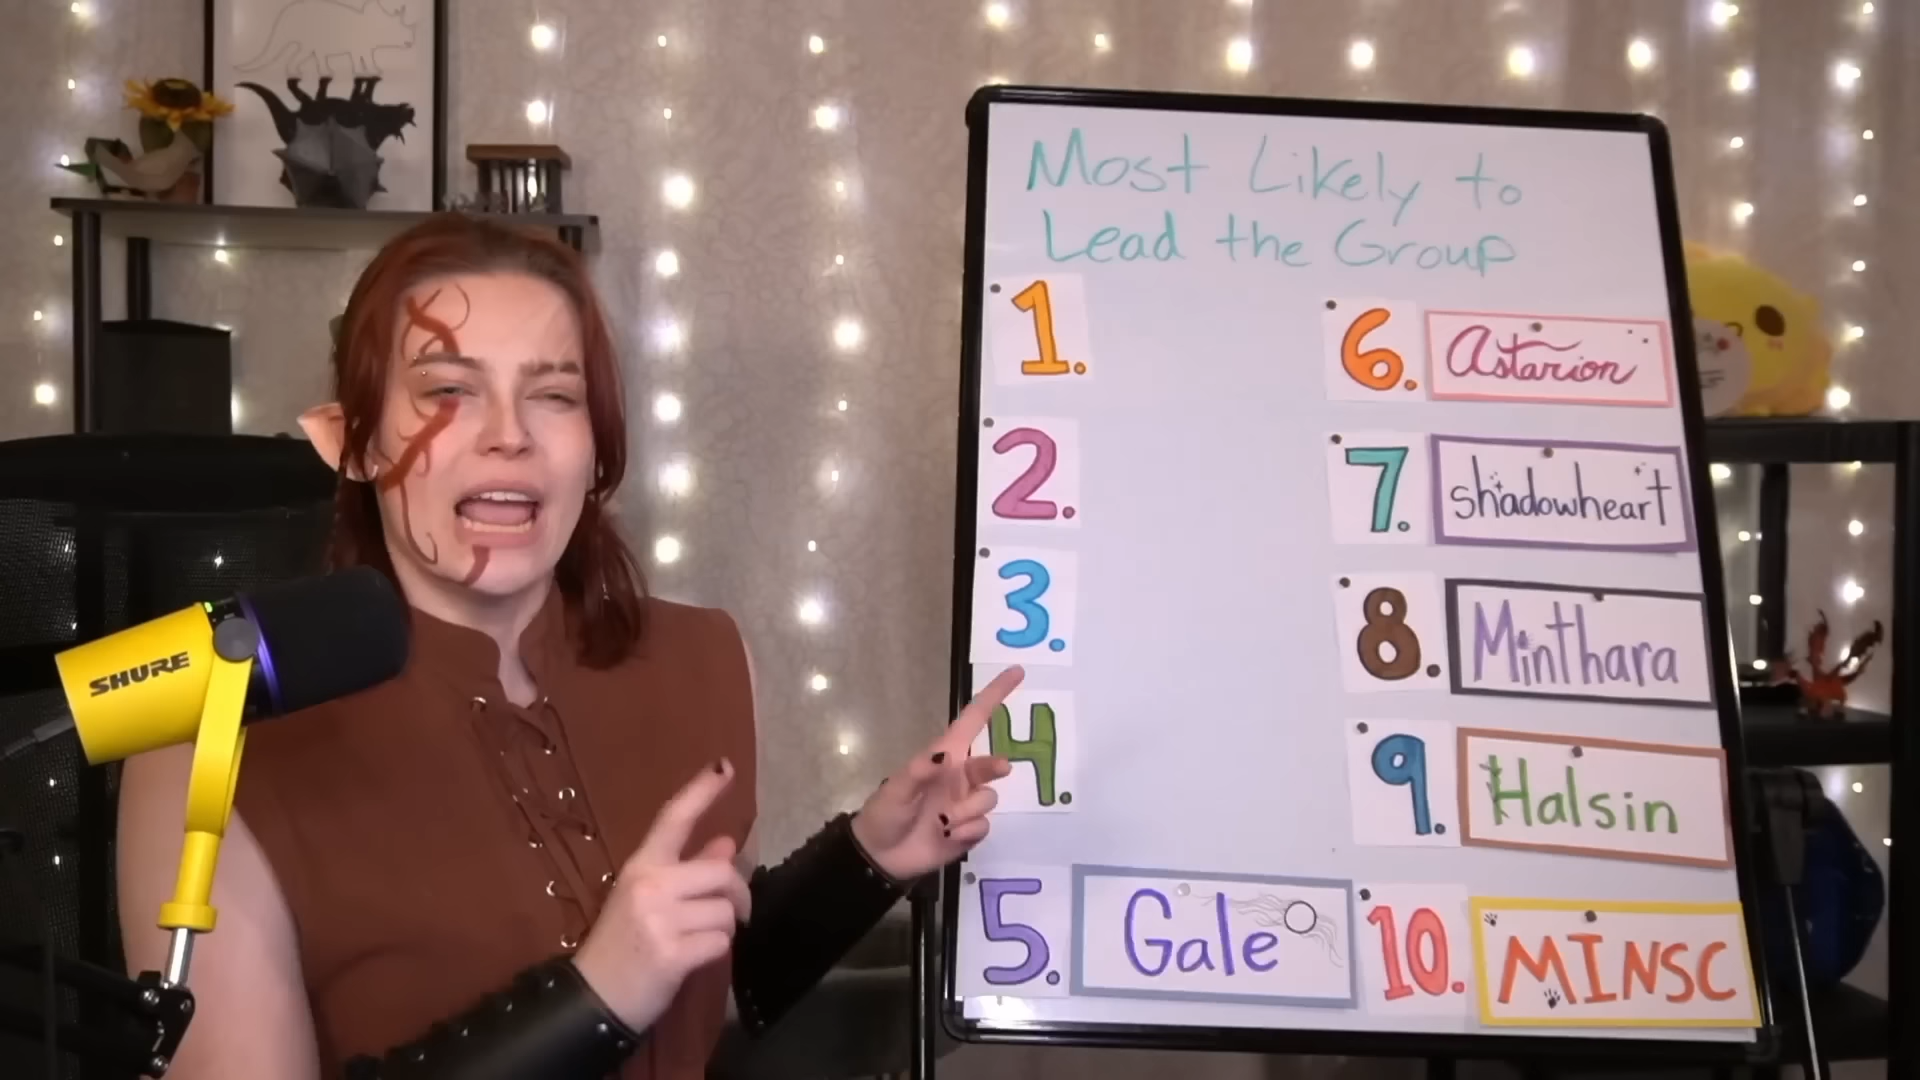 Most Likely to
Lead the Group
1.
2.
3.
4.
5. Gale
6. Astarion
7. shadowheart
8. Minthara
9. Halsin
10. MINSC
SHURE